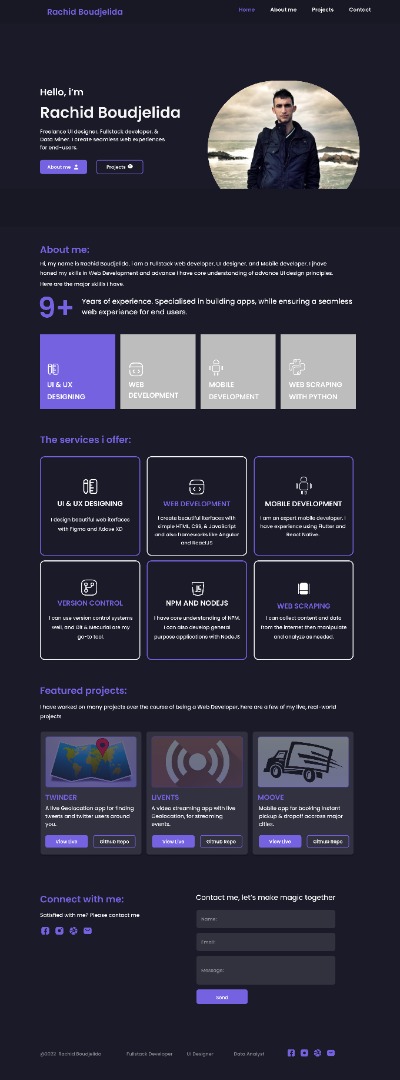 Rachid Boudjelida
Home About me Projects Contact
Hello, i'm
Rachid Boudjelida
Freelance UI designer, Fullstack developer, &
Data Miner. I create seamless web experiences
for end-users.
About me Projects
About me:
Hi, my name is Rachid Boudjelida, I am a Fullstack web developer, UI designer, and Mobile developer. I have
honed my skills in Web Development and advance I have core understanding of advance UI design principles.
Here are the major skills i have.
9+
Years of experience. Specialised in building apps, while ensuring a seamless
web experience for end users.
UI & UX
DESIGNING
WEB
DEVELOPMENT
MOBILE
DEVELOPMENT
WEB SCRAPING
WITH PYTHON
The services i offer:
UI & UX DESIGNING
I design beautiful web iterfaces
with Figma and Adove XD
WEB DEVELOPMENT
I create beautiful iterfaces with
simple HTML, CSS, & JavaScript
and also frameworks like Angular
and ReactJS
MOBILE DEVELOPMENT
I am an expert mobile developer. I
have experience using Flutter and
React Native.
VERSION CONTROL
I can use version control systems
well, and Git & Mecurial are my
go-to tool.
NPM AND NODEJS
I have core understanding of NPM.
I can also develop general
purpose applications with NodeJS
WEB SCRAPING
I can collect content and data
from the internet then manipulate
and analyze as needed.
Featured projects:
I have worked on many projects over the course of being a Web Developer, here are a few of my live, real-world
projects
TWINDER
A live Geolocation app for finding
tweets and twitter users around
you.
View Live Github Repo
LIVENTS
A video streaming app with live
Geolocation, for streaming
events.
View Live Github Repo
MOOVE
Mobile app for booking instant
pickup & dropoff accross major
cities.
View Live Github Repo
Connect with me:
Satisfied with me? Please contact me
Contact me, let's make magic together
Name:
Email:
Message:
Send
@2022 Rachid Boudjelida Fullstack Developer UI Designer Data Analyst